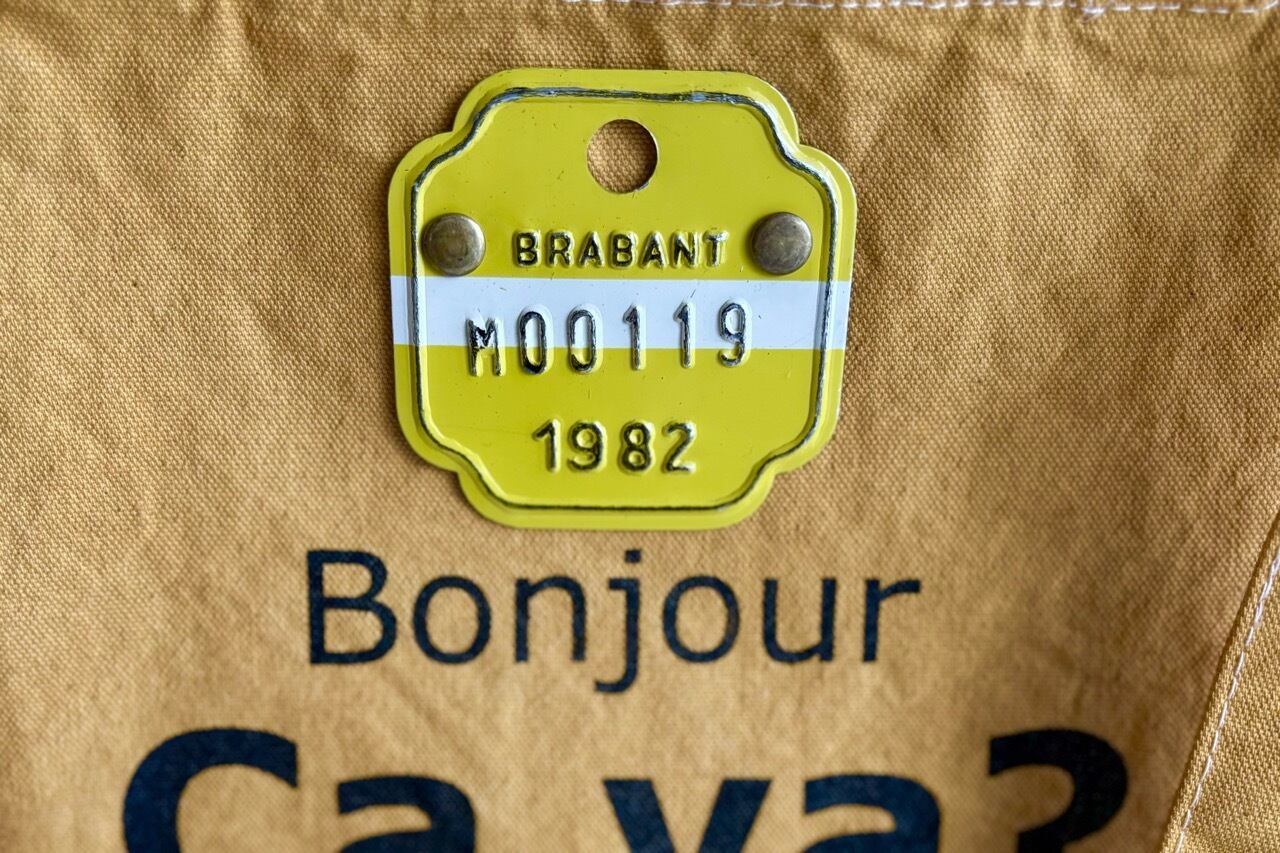 BRABANT
M00119
1982
Bonjour
Ça va?